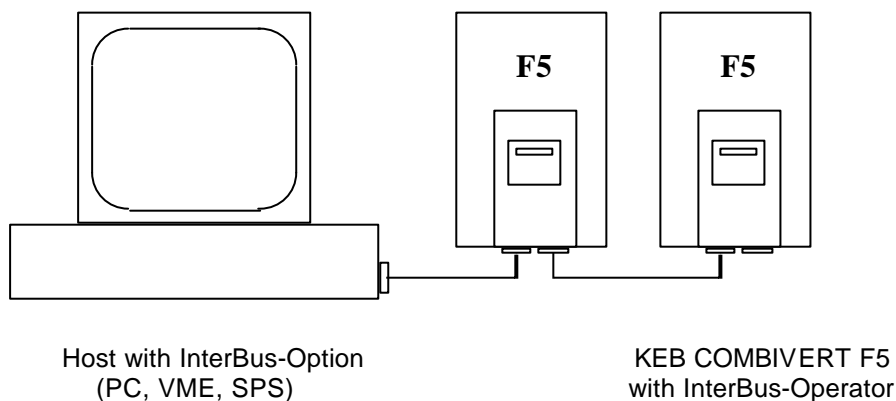 F5 F5
Host with InterBus-Option
(PC, VME, SPS)
KEB COMBIVERT F5
with InterBus-Operator